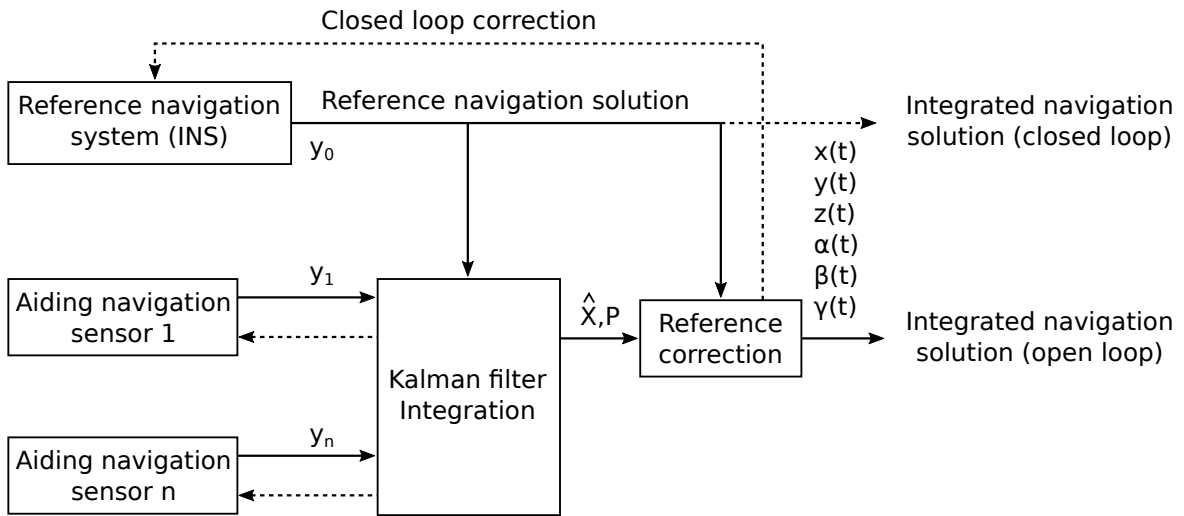 Closed loop correction
Reference navigation
system (INS)
Reference navigation solution
y₀
Integrated navigation
solution (closed loop)
x(t)
y(t)
z(t)
α(t)
β(t)
γ(t)
Aiding navigation
sensor 1
y₁
Kalman filter
Integration
X̂,P
Reference
correction
Integrated navigation
solution (open loop)
Aiding navigation
sensor n
yₙ